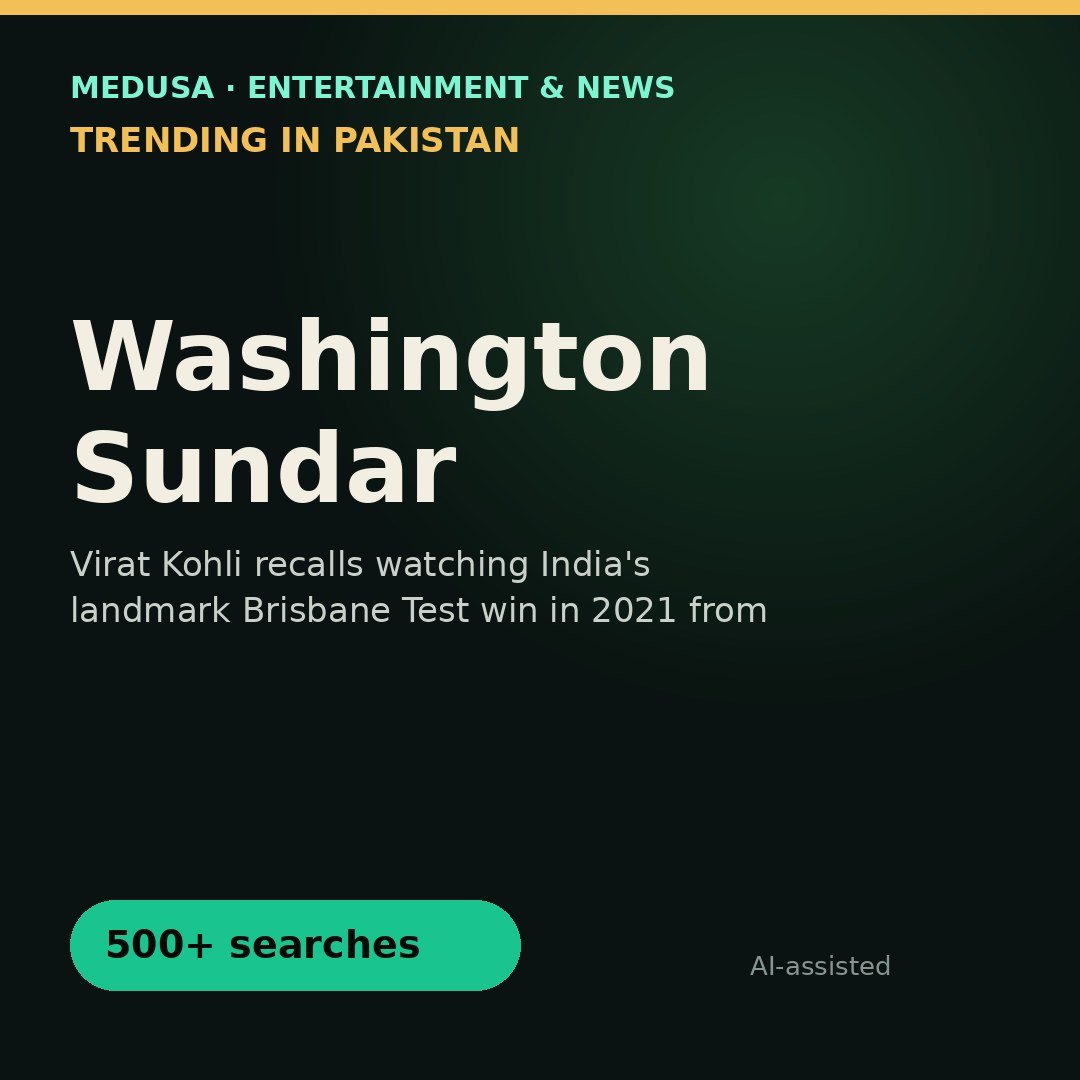 MEDUSA · ENTERTAINMENT & NEWS
TRENDING IN PAKISTAN
Washington
Sundar
Virat Kohli recalls watching India's
landmark Brisbane Test win in 2021 from
500+ searches
AI-assisted